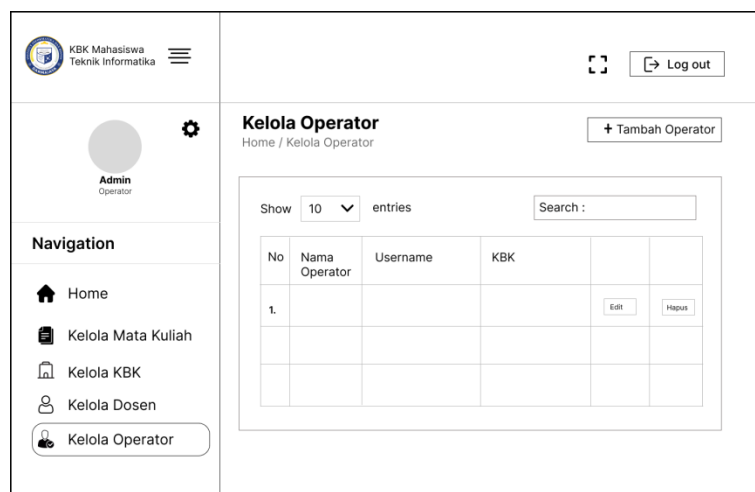 KBK Mahasiswa
Teknik Informatika
Log out
Admin
Operator
Navigation
Home
Kelola Mata Kuliah
Kelola KBK
Kelola Dosen
Kelola Operator
Kelola Operator
Home / Kelola Operator
+ Tambah Operator
Show 10 entries
Search :
No Nama Operator Username KBK
1. Edit Hapus